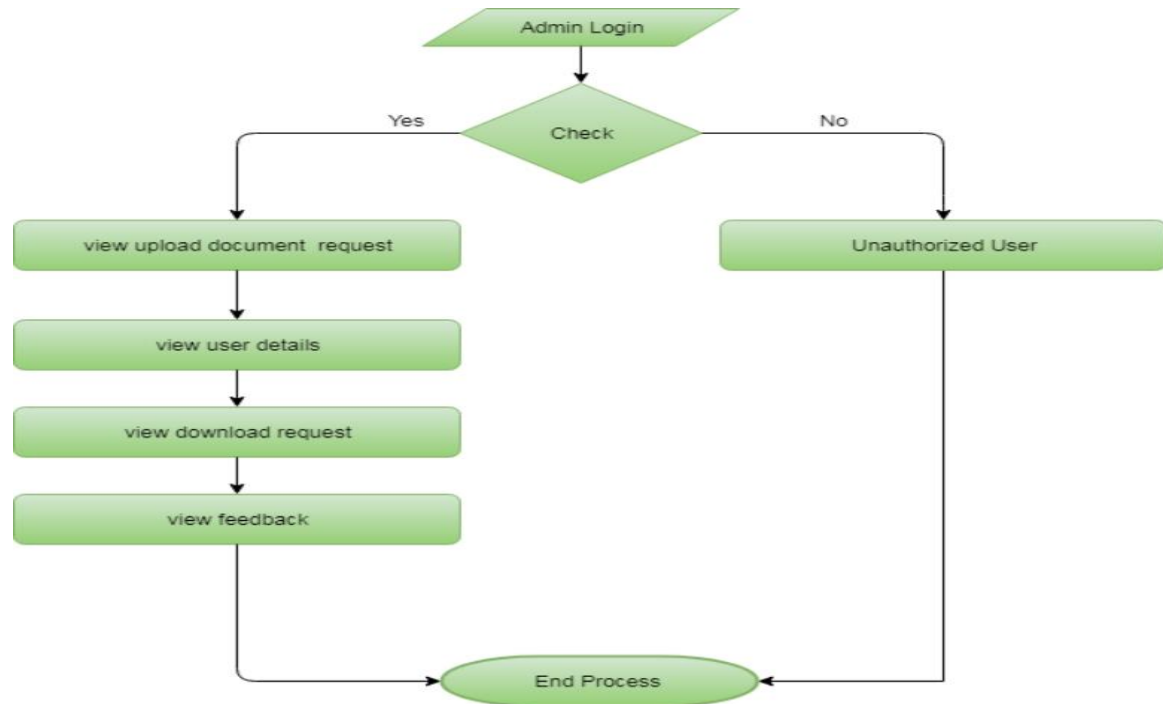 Admin Login
Check
Yes
No
view upload document  request
Unauthorized User
view user details
view download request
view feedback
End Process